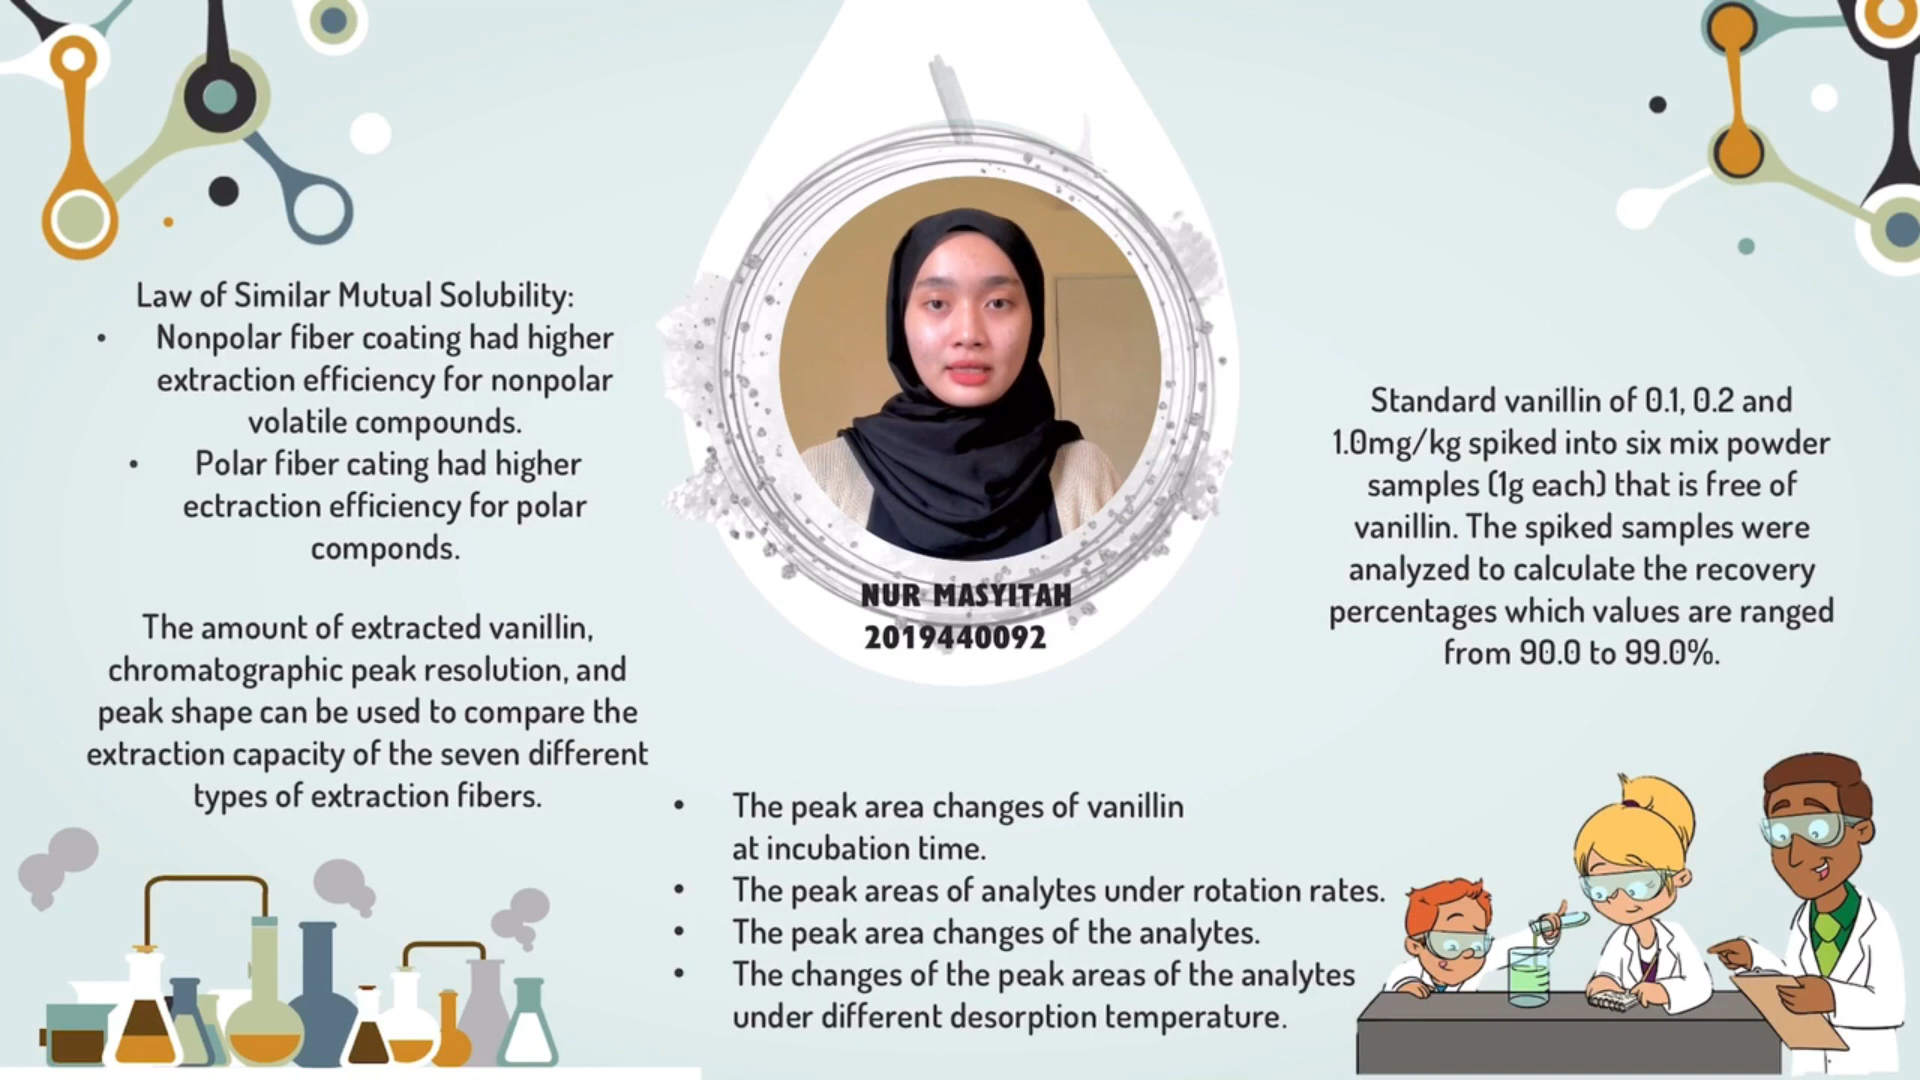 Law of Similar Mutual Solubility:
• Nonpolar fiber coating had higher
extraction efficiency for nonpolar
volatile compounds.
• Polar fiber cating had higher
ectraction efficiency for polar
componds.
The amount of extracted vanillin,
chromatographic peak resolution, and
peak shape can be used to compare the
extraction capacity of the seven different
types of extraction fibers.
NUR MASYITAH
2019440092
• The peak area changes of vanillin
at incubation time.
• The peak areas of analytes under rotation rates.
• The peak area changes of the analytes.
• The changes of the peak areas of the analytes
under different desorption temperature.
Standard vanillin of 0.1, 0.2 and
1.0mg/kg spiked into six mix powder
samples (1g each) that is free of
vanillin. The spiked samples were
analyzed to calculate the recovery
percentages which values are ranged
from 90.0 to 99.0%.